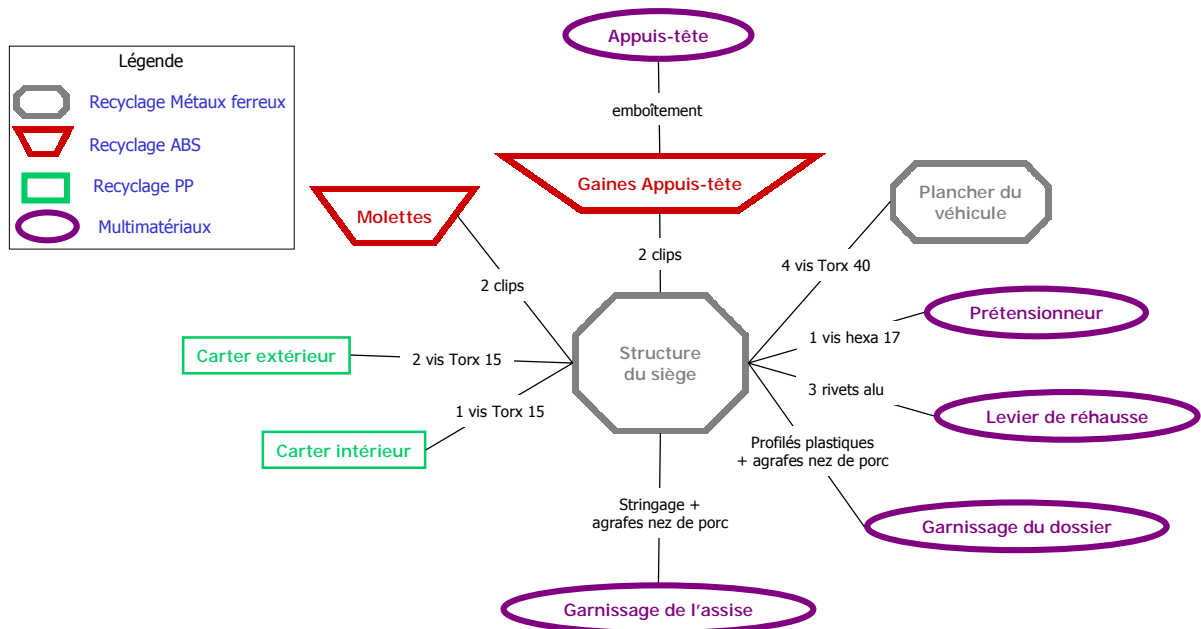 Appuis-tête
Légende
Recyclage Métaux ferreux
Recyclage ABS
Recyclage PP
Multimatériaux
emboîtement
Gaines Appuis-tête
Molettes
Plancher du
véhicule
2 clips
4 vis Torx 40
2 clips
Prétensionneur
1 vis hexa 17
Carter extérieur
2 vis Torx 15
Structure
du siège
3 rivets alu
1 vis Torx 15
Levier de réhausse
Carter intérieur
Profilés plastiques
+ agrafes nez de porc
Stringage +
agrafes nez de porc
Garnissage du dossier
Garnissage de l'assise